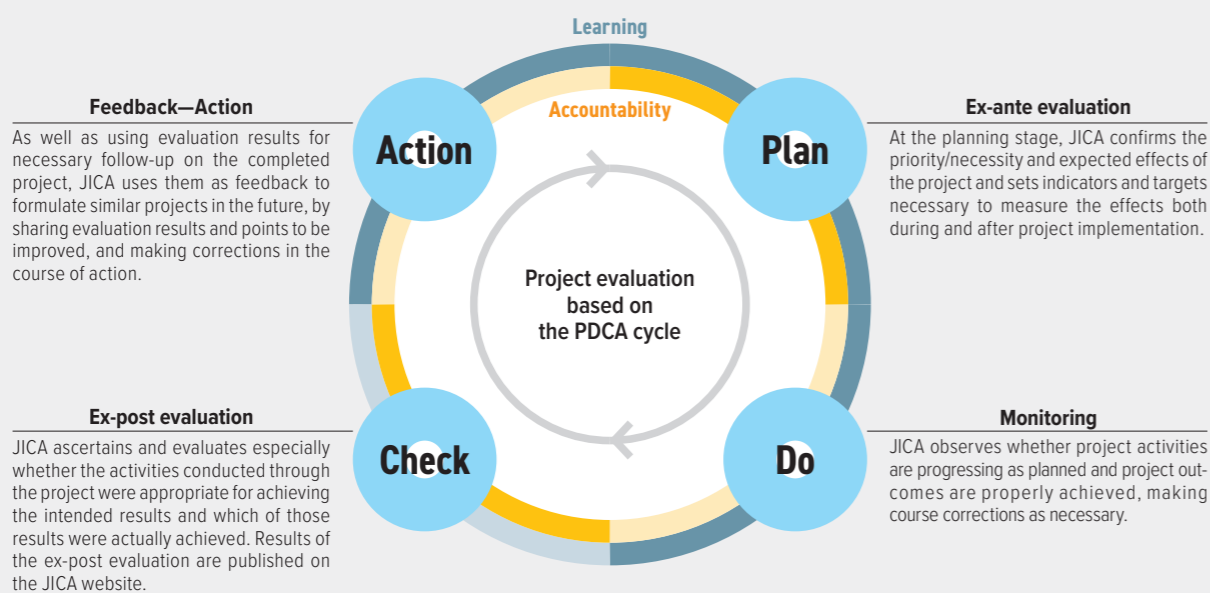 Learning
Accountability
Feedback—Action
As well as using evaluation results for
necessary follow-up on the completed
project, JICA uses them as feedback to
formulate similar projects in the future, by
sharing evaluation results and points to be
improved, and making corrections in the
course of action.
Action
Plan
Ex-ante evaluation
At the planning stage, JICA confirms the
priority/necessity and expected effects of
the project and sets indicators and targets
necessary to measure the effects both
during and after project implementation.
Project evaluation
based on
the PDCA cycle
Ex-post evaluation
JICA ascertains and evaluates especially
whether the activities conducted through
the project were appropriate for achieving
the intended results and which of those
results were actually achieved. Results of
the ex-post evaluation are published on
the JICA website.
Check
Do
Monitoring
JICA observes whether project activities
are progressing as planned and project out-
comes are properly achieved, making
course corrections as necessary.